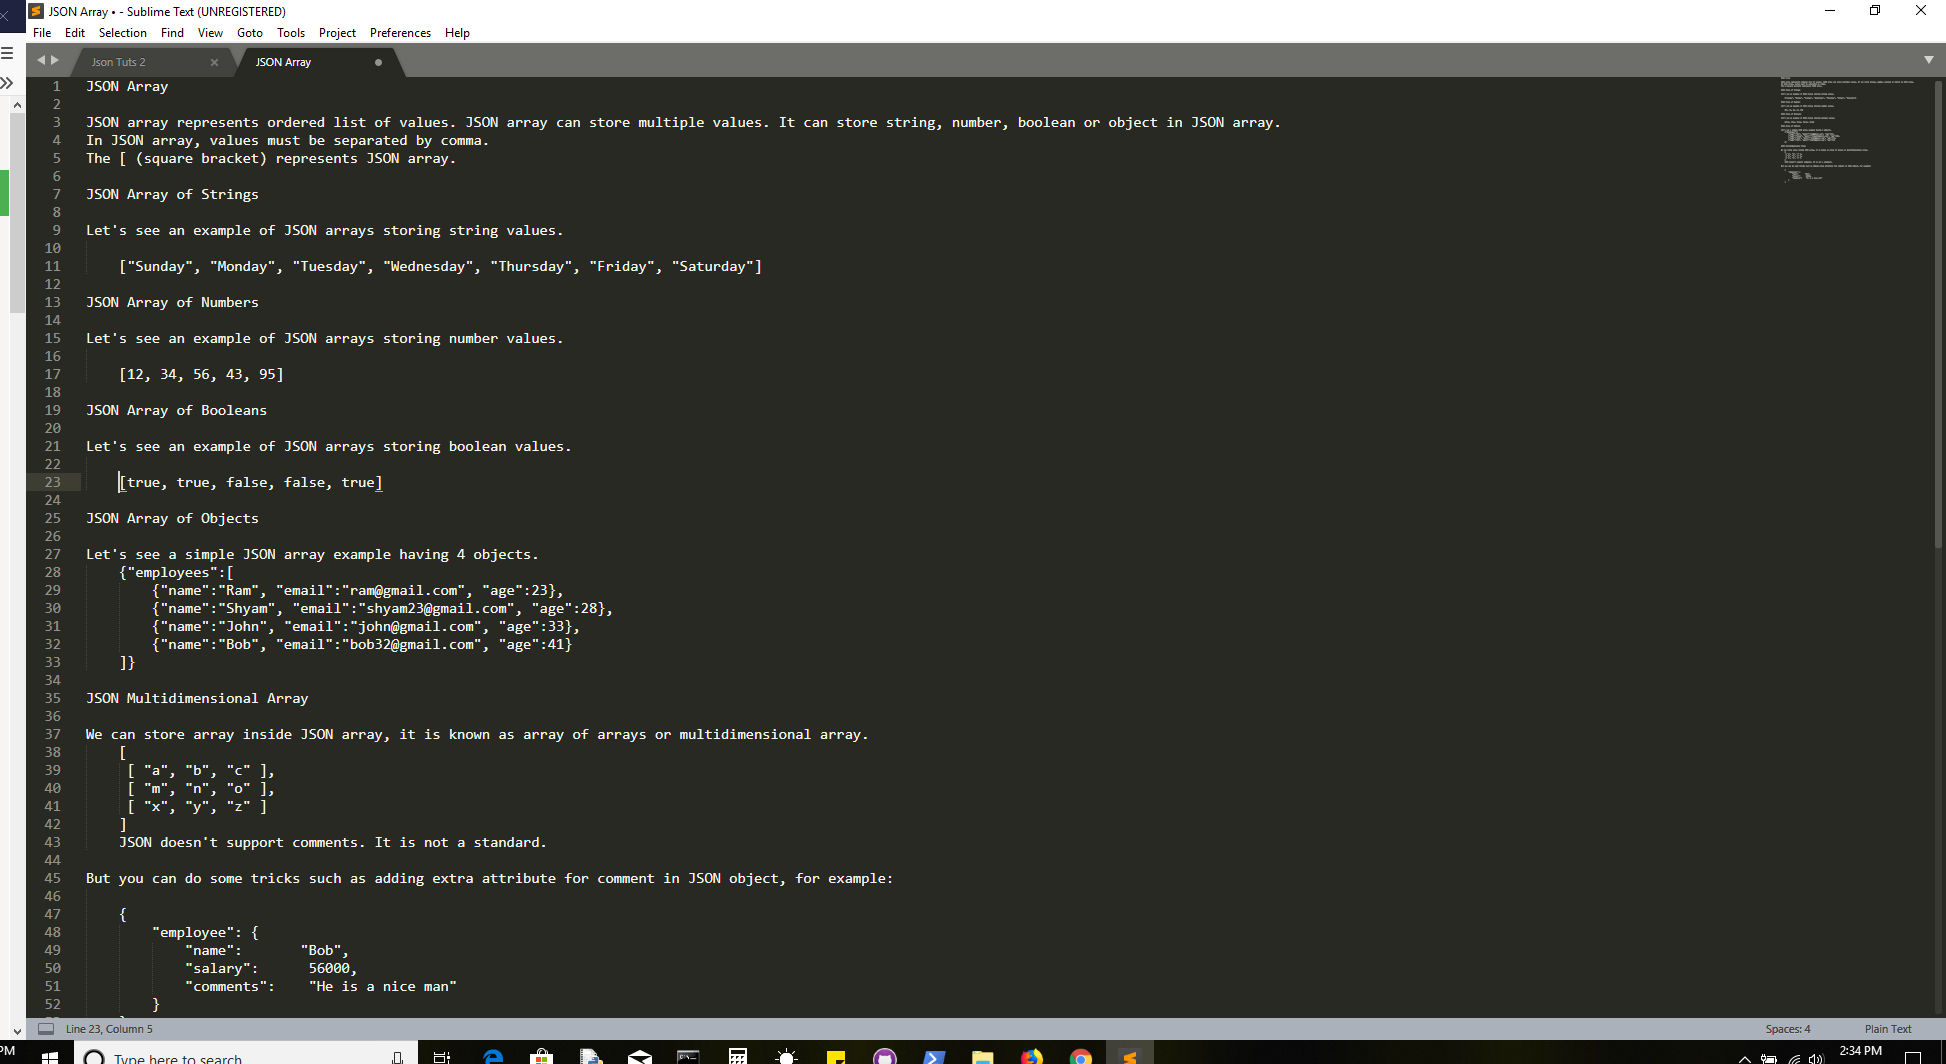 JSON Array • - Sublime Text (UNREGISTERED)
File Edit Selection Find View Goto Tools Project Preferences Help
Json Tuts 2 JSON Array
1 JSON Array
2
3 JSON array represents ordered list of values. JSON array can store multiple values. It can store string, number, boolean or object in JSON array.
4 In JSON array, values must be separated by comma.
5 The [ (square bracket) represents JSON array.
6
7 JSON Array of Strings
8
9 Let's see an example of JSON arrays storing string values.
10
11 ["Sunday", "Monday", "Tuesday", "Wednesday", "Thursday", "Friday", "Saturday"]
12
13 JSON Array of Numbers
14
15 Let's see an example of JSON arrays storing number values.
16
17 [12, 34, 56, 43, 95]
18
19 JSON Array of Booleans
20
21 Let's see an example of JSON arrays storing boolean values.
22
23 [true, true, false, false, true]
24
25 JSON Array of Objects
26
27 Let's see a simple JSON array example having 4 objects.
28 {"employees":[
29 {"name":"Ram", "email":"ram@gmail.com", "age":23},
30 {"name":"Shyam", "email":"shyam23@gmail.com", "age":28},
31 {"name":"John", "email":"john@gmail.com", "age":33},
32 {"name":"Bob", "email":"bob32@gmail.com", "age":41}
33 ]}
34
35 JSON Multidimensional Array
36
37 We can store array inside JSON array, it is known as array of arrays or multidimensional array.
38 [
39 [ "a", "b", "c" ],
40 [ "m", "n", "o" ],
41 [ "x", "y", "z" ]
42 ]
43 JSON doesn't support comments. It is not a standard.
44
45 But you can do some tricks such as adding extra attribute for comment in JSON object, for example:
46
47 {
48 "employee": {
49 "name": "Bob",
50 "salary": 56000,
51 "comments": "He is a nice man"
52 }
Line 23, Column 5 Spaces: 4 Plain Text
PM Type here to search 2:34 PM